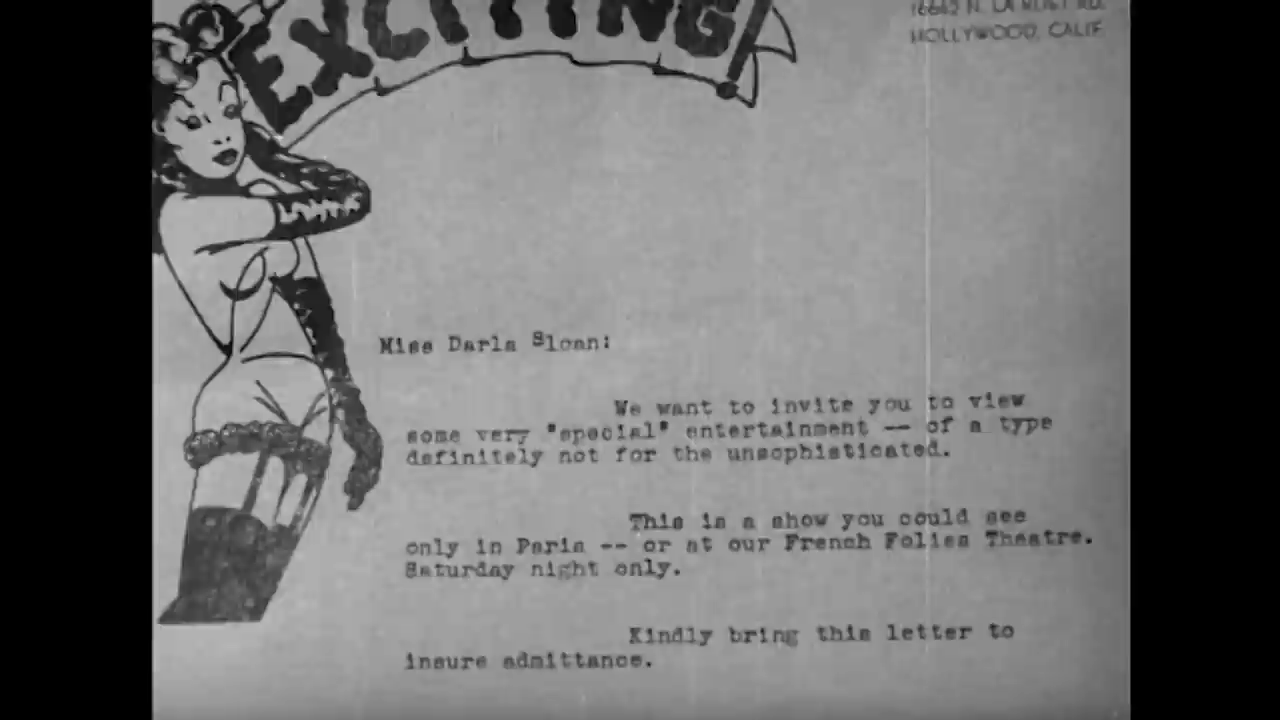 EXCITING!
HOLLYWOOD, CALIF.
Miss Darla Sloan:
We want to invite you to view
some very "special" entertainment -- of a type
definitely not for the unsophisticated.
This is a show you could see
only in Paris -- or at our French Folies Theatre.
Saturday night only.
Kindly bring this letter to
insure admittance.